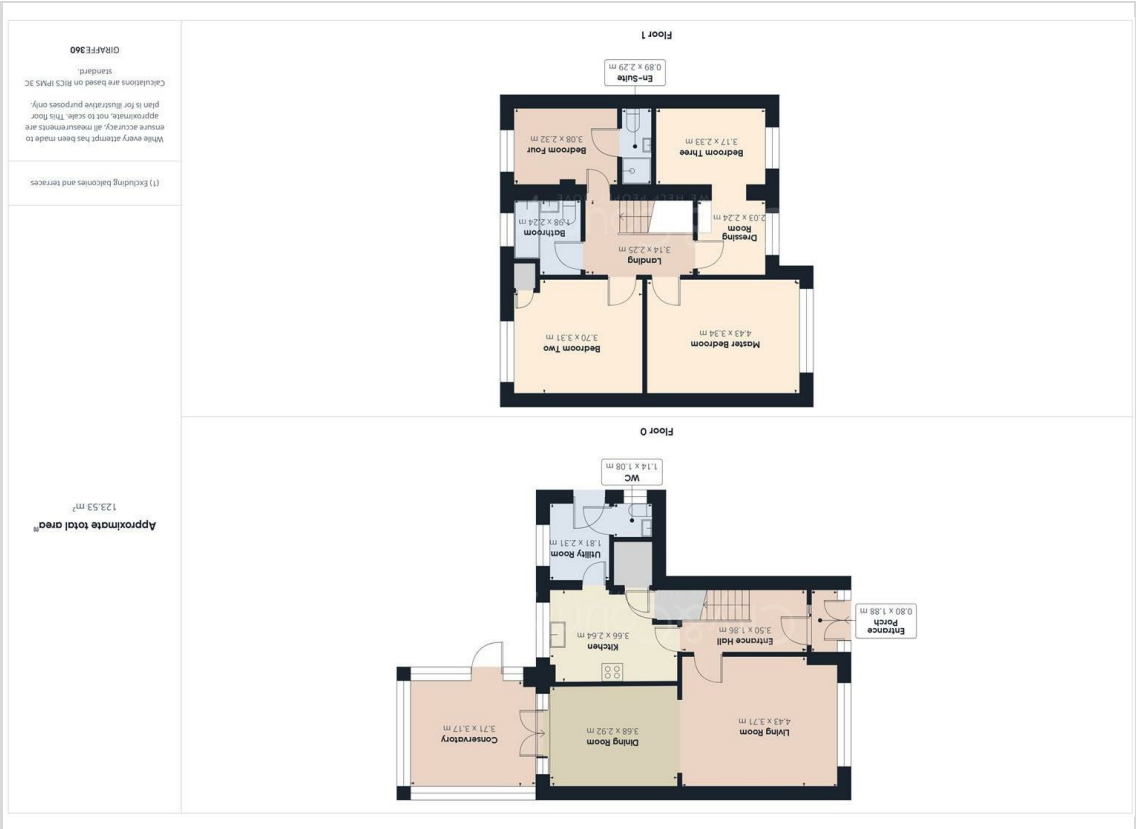 Living Room
4.43 x 3.71 m
Dining Room
3.68 x 2.92 m
Conservatory
3.71 x 3.17 m
Entrance Porch
0.80 x 1.88 m
Entrance Hall
3.50 x 1.86 m
Kitchen
3.66 x 2.64 m
Utility Room
1.81 x 2.31 m
WC
1.14 x 1.08 m
Floor 0
Master Bedroom
4.43 x 3.34 m
Bedroom Two
3.70 x 3.31 m
Landing
3.14 x 2.25 m
Dressing
Room
2.03 x 2.24 m
Bathroom
1.98 x 2.24 m
Bedroom Three
3.17 x 2.33 m
Bedroom Four
3.08 x 2.32 m
En-Suite
0.89 x 2.29 m
Floor 1
Approximate total area⁽¹⁾
123.53 m²
(1) Excluding balconies and terraces
While every attempt has been made to
ensure accuracy, all measurements are
approximate, not to scale. This floor
plan is for illustrative purposes only.
Calculations are based on RICS IPMS 3C
standard.
GIRAFFE360